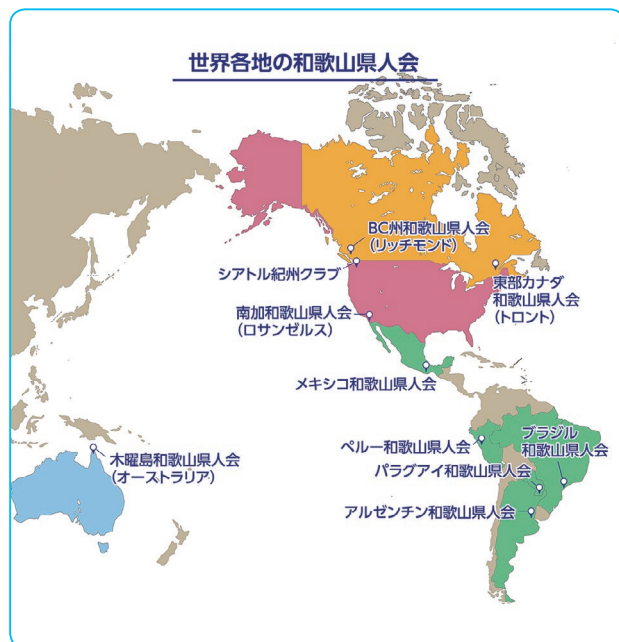 世界各地の和歌山県人会
BC州和歌山県人会
(リッチモンド)
シアトル紀州クラブ
東部カナダ
和歌山県人会
(トロント)
南加和歌山県人会
(ロサンゼルス)
メキシコ和歌山県人会
ブラジル
和歌山県人会
ペルー和歌山県人会
パラグアイ和歌山県人会
アルゼンチン和歌山県人会
木曜島和歌山県人会
(オーストラリア)